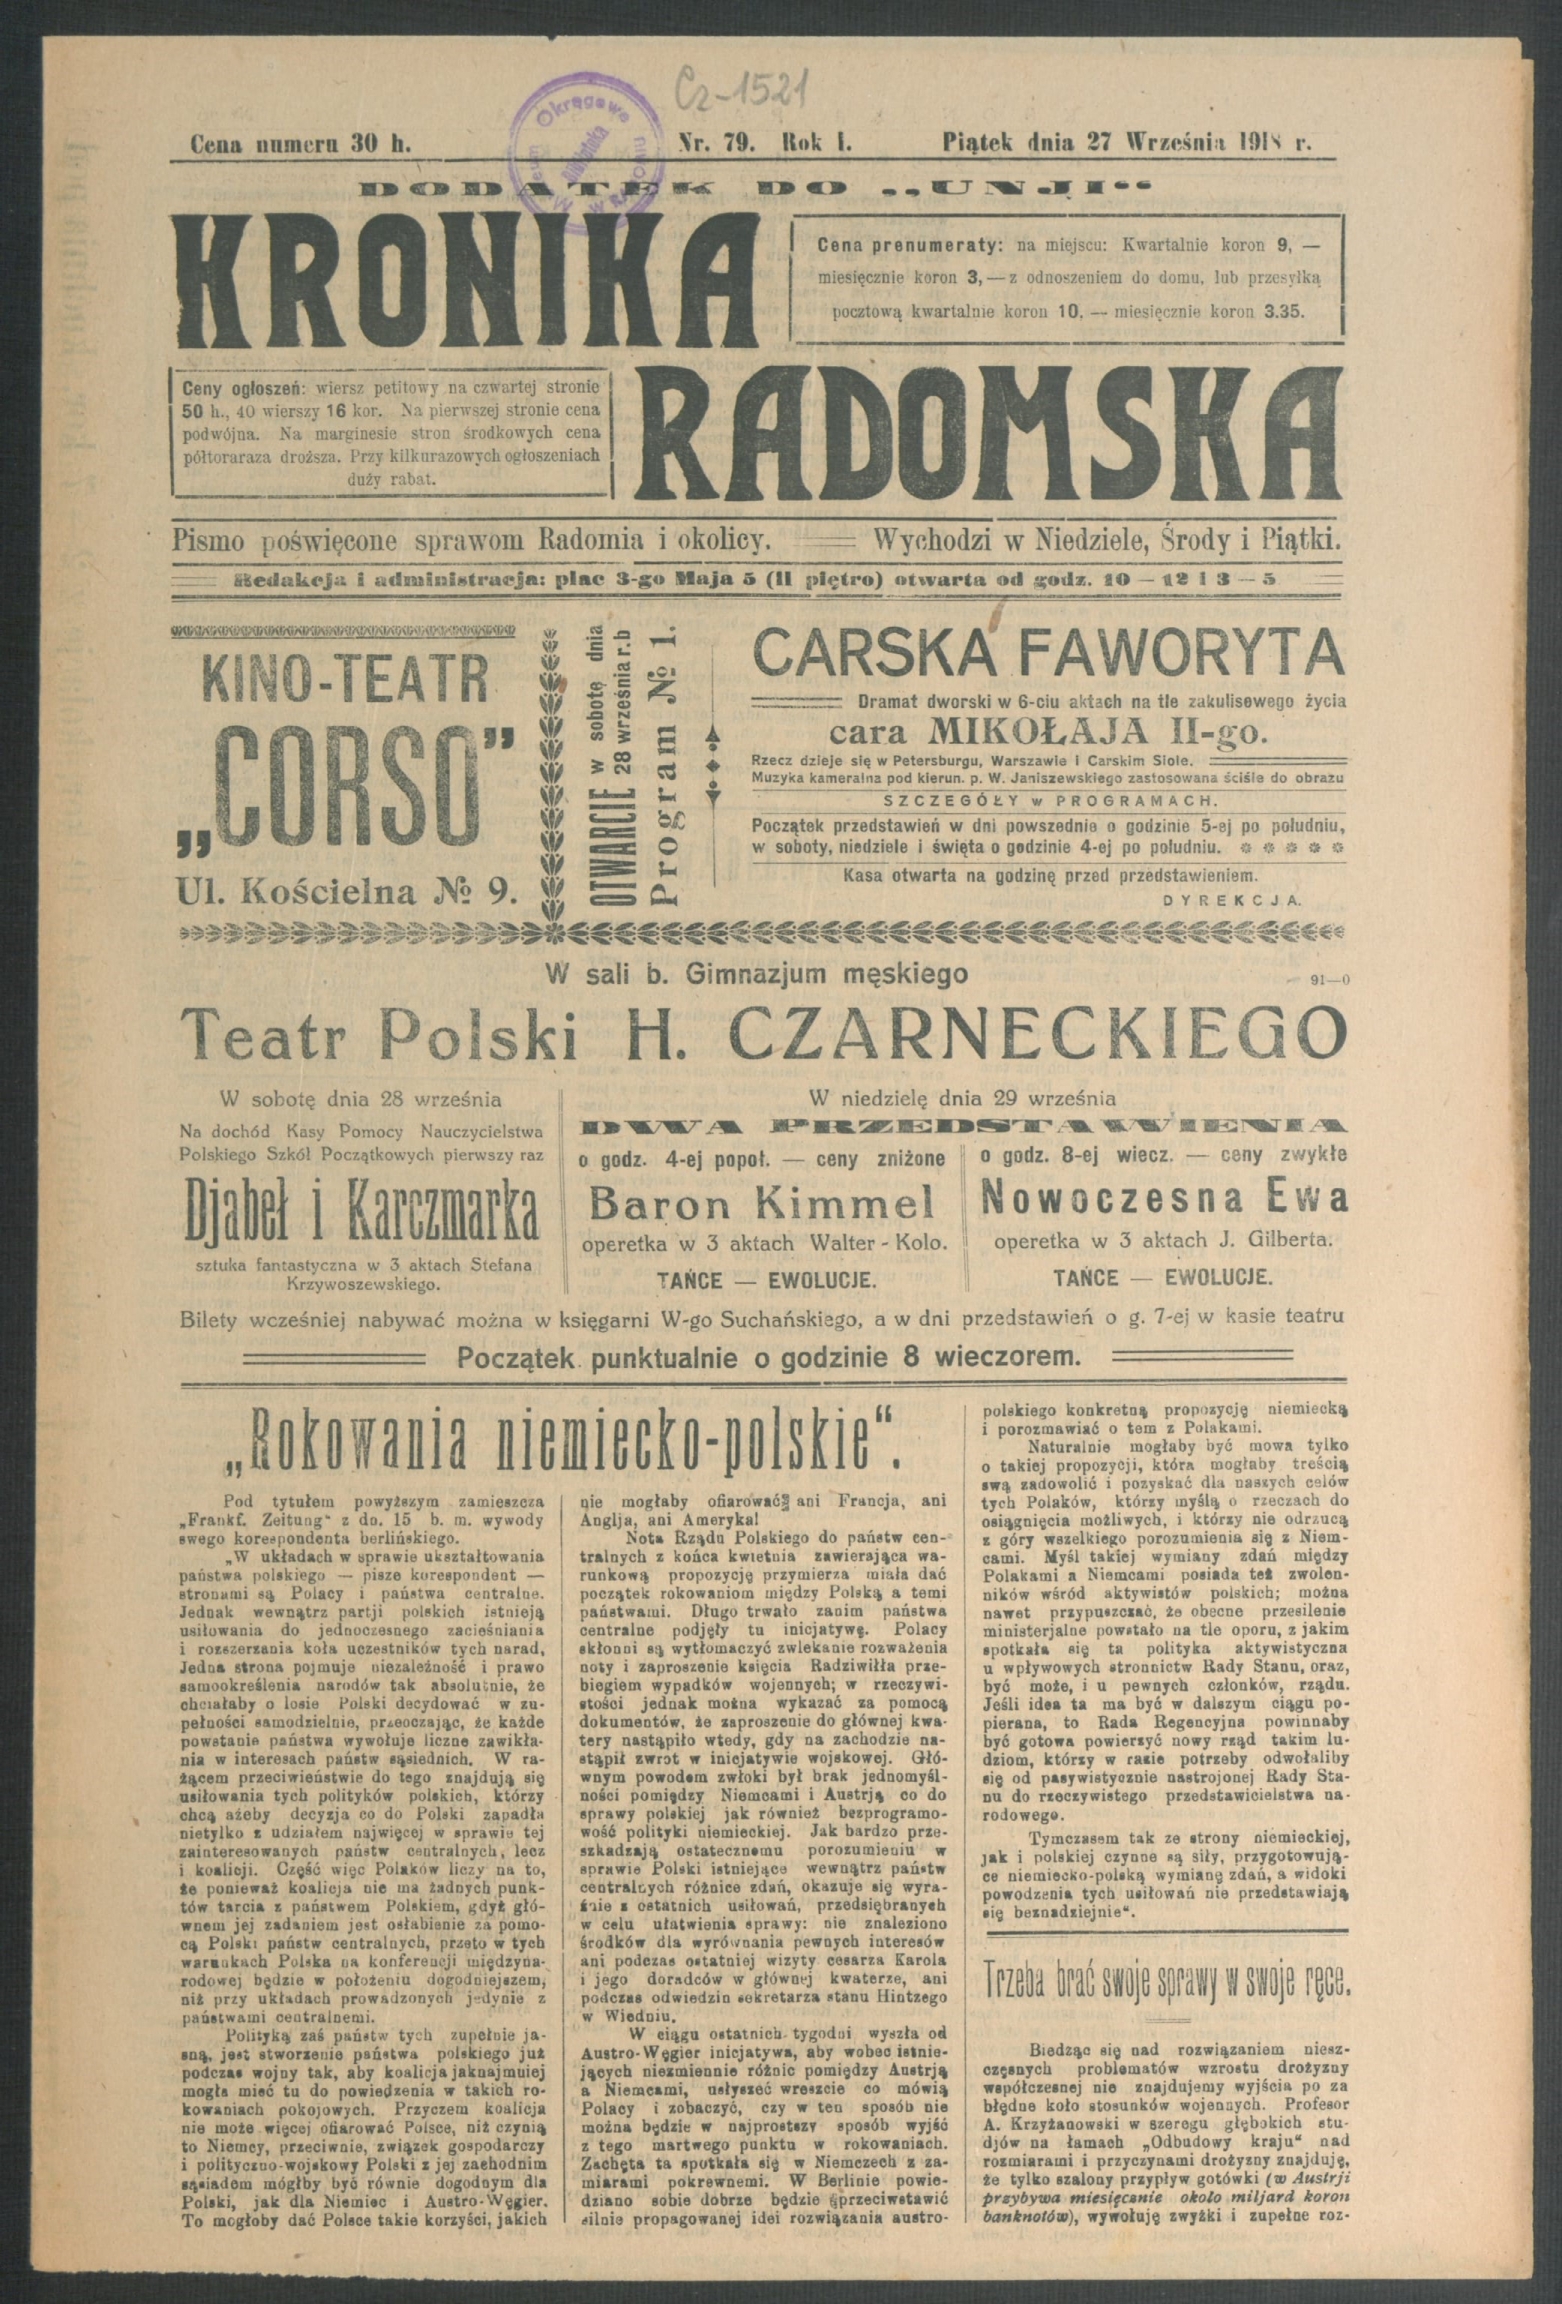 Cz-1521
Cena numeru 30 h.
Nr. 79. Rok I.
Piątek dnia 27 Września 1918 r.
DODATEK DO „UNJI“
KRONIKA
Cena prenumeraty: na miejscu: Kwartalnie koron 9, —
miesięcznie koron 3,—z odnoszeniem do domu, lub przesyłką
pocztową kwartalnie koron 10, — miesięcznie koron 3.35.
Ceny ogłoszeń: wiersz petitowy na czwartej stronie
50 h., 40 wierszy 16 kor. Na pierwszej stronie cena
podwójna. Na marginesie stron środkowych cena
półtoraraza droższa. Przy kilkurazowych ogłoszeniach
duży rabat.
RADOMSKA
Pismo poświęcone sprawom Radomia i okolicy.
Wychodzi w Niedziele, Środy i Piątki.
Redakcja i administracja: plac 3-go Maja 5 (II piętro) otwarta od godz. 10 — 12 i 3 — 5
KINO-TEATR
„CORSO”
Ul. Kościelna № 9.
OTWARCIE w sobotę dnia
28 września r.b
Program № 1.
CARSKA FAWORYTA
Dramat dworski w 6-ciu aktach na tle zakulisowego życia
cara MIKOŁAJA II-go.
Rzecz dzieje się w Petersburgu, Warszawie i Carskim Siole.
Muzyka kameralna pod kierun. p. W. Janiszewskiego zastosowana ściśle do obrazu
SZCZEGÓŁY w PROGRAMACH.
Początek przedstawień w dni powszednie o godzinie 5-ej po południu,
w soboty, niedziele i święta o godzinie 4-ej po południu.
Kasa otwarta na godzinę przed przedstawieniem.
DYREKCJA.
W sali b. Gimnazjum męskiego
91—0
Teatr Polski H. CZARNECKIEGO
W sobotę dnia 28 września
Na dochód Kasy Pomocy Nauczycielstwa
Polskiego Szkół Początkowych pierwszy raz
Djabeł i Karczmarka
sztuka fantastyczna w 3 aktach Stefana
Krzywoszewskiego.
W niedzielę dnia 29 września
DWA PRZEDSTAWIENIA
o godz. 4-ej popoł. — ceny zniżone
Baron Kimmel
operetka w 3 aktach Walter - Kolo.
TAŃCE — EWOLUCJE.
o godz. 8-ej wiecz. — ceny zwykłe
Nowoczesna Ewa
operetka w 3 aktach J. Gilberta.
TAŃCE — EWOLUCJE.
Bilety wcześniej nabywać można w księgarni W-go Suchańskiego, a w dni przedstawień o g. 7-ej w kasie teatru
Początek punktualnie o godzinie 8 wieczorem.
„Rokowania niemiecko-polskie“.
Pod tytułem powyższym zamieszcza
„Frankf. Zeitung“ z dn. 15 b. m. wywody
swego korespondenta berlińskiego.
„W układach w sprawie ukształtowania
państwa polskiego — pisze korespondent —
stronami są Polacy i państwa centralne.
Jednak wewnątrz partji polskich istnieją
usiłowania do jednoczesnego zacieśniania
i rozszerzania koła uczestników tych narad,
Jedna strona pojmuje niezależność i prawo
samookreślenia narodów tak absolutnie, że
chciałaby o losie Polski decydować w zu-
pełności samodzielnie, przeoczając, że każde
powstanie państwa wywołuje liczne zawikła-
nia w interesach państw sąsiednich. W ra-
żącem przeciwieństwie do tego znajdują się
usiłowania tych polityków polskich, którzy
chcą ażeby decyzja co do Polski zapadła
nietylko z udziałem najwięcej w sprawie tej
zainteresowanych państw centralnych, lecz
i koalicji. Część więc Polaków liczy na to,
że ponieważ koalicja nie ma żadnych punk-
tów tarcia z państwem Polskiem, gdyż głó-
wnem jej zadaniem jest osłabienie za pomo-
cą Polski państw centralnych, przeto w tych
warunkach Polska na konferencji międzyna-
rodowej będzie w położeniu dogodniejszem,
niż przy układach prowadzonych jedynie z
państwami centralnemi.
Polityką zaś państw tych zupełnie ja-
sną, jest stworzenie państwa polskiego już
podczas wojny tak, aby koalicja jaknajmniej
mogła mieć tu do powiedzenia w takich ro-
kowaniach pokojowych. Przyczem koalicja
nie może więcej ofiarować Polsce, niż czynią
to Niemcy, przeciwnie, związek gospodarczy
i polityczno-wojskowy Polski z jej zachodnim
sąsiadem mógłby być równie dogodnym dla
Polski, jak dla Niemiec i Austro-Węgier.
To mogłoby dać Polsce takie korzyści, jakich
nie mogłaby ofiarować ani Francja, ani
Anglja, ani Ameryka!
Nota Rządu Polskiego do państw cen-
tralnych z końca kwietnia zawierająca wa-
runkową propozycję przymierza miała dać
początek rokowaniom między Polską a temi
państwami. Długo trwało zanim państwa
centralne podjęły tu inicjatywę. Polacy
skłonni są wytłomaczyć zwlekanie rozważenia
noty i zaproszenie księcia Radziwiłła prze-
biegiem wypadków wojennych; w rzeczywi-
stości jednak można wykazać za pomocą
dokumentów, że zaproszenie do głównej kwa-
tery nastąpiło wtedy, gdy na zachodzie na-
stąpił zwrot w inicjatywie wojskowej. Głó-
wnym powodem zwłoki był brak jednomyśl-
ności pomiędzy Niemcami i Austrją co do
sprawy polskiej jak również bezprogramo-
wość polityki niemieckiej. Jak bardzo prze-
szkadzają ostatecznemu porozumieniu w
sprawie Polski istniejące wewnątrz państw
centralnych różnice zdań, okazuje się wyra-
źnie z ostatnich usiłowań, przedsiębranych
w celu ułatwienia sprawy: nie znaleziono
środków dla wyrównania pewnych interesów
ani podczas ostatniej wizyty cesarza Karola
i jego doradców w głównej kwaterze, ani
podczas odwiedzin sekretarza stanu Hintzego
w Wiedniu.
W ciągu ostatnich tygodni wyszła od
Austro-Węgier inicjatywa, aby wobec istnie-
jących niezmiennie różnic pomiędzy Austrją
a Niemcami, usłyszeć wreszcie co mówią
Polacy i zobaczyć, czy w ten sposób nie
można będzie w najprostszy sposób wyjść
z tego martwego punktu w rokowaniach.
Zachęta ta spotkała się w Niemczech z za-
miarami pokrewnemi. W Berlinie powie-
dziano sobie dobrze będzie przeciwstawić
silnie propagowanej idei rozwiązania austro-
polskiego konkretną propozycję niemiecką
i porozmawiać o tem z Polakami.
Naturalnie mogłaby być mowa tylko
o takiej propozycji, która mogłaby treścią
swą zadowolić i pozyskać dla naszych celów
tych Polaków, którzy myślą o rzeczach do
osiągnięcia możliwych, i którzy nie odrzucą
z góry wszelkiego porozumienia się z Niem-
cami. Myśl takiej wymiany zdań między
Polakami a Niemcami posiada też zwolen-
ników wśród aktywistów polskich; można
nawet przypuszczać, że obecne przesilenie
ministerjalne powstało na tle oporu, z jakim
spotkała się ta polityka aktywistyczna
u wpływowych stronnictw Rady Stanu, oraz,
być może, i u pewnych członków, rządu.
Jeśli idea ta ma być w dalszym ciągu po-
pierana, to Rada Regencyjna powinnaby
być gotowa powierzyć nowy rząd takim lu-
dziom, którzy w razie potrzeby odwołaliby
się od pasywistycznie nastrojonej Rady Sta-
nu do rzeczywistego przedstawicielstwa na-
rodowego.
Tymczasem tak ze strony niemieckiej,
jak i polskiej czynne są siły, przygotowują-
ce niemiecko-polską wymianę zdań, a widoki
powodzenia tych usiłowań nie przedstawiają
się beznadziejnie“.
Trzeba brać swoje sprawy w swoje ręce.
Biedząc się nad rozwiązaniem niesz-
częsnych problematów wzrostu drożyzny
współczesnej nie znajdujemy wyjścia po za
błędne koło stosunków wojennych. Profesor
A. Krzyżanowski w szeregu głębokich stu-
djów na łamach „Odbudowy kraju“ nad
rozmiarami i przyczynami drożyzny znajduję,
że tylko szalony przypływ gotówki (w Austrji
przybywa miesięcznie około miljard koron
banknotów), wywołuję zwyżki i zupełne roz-